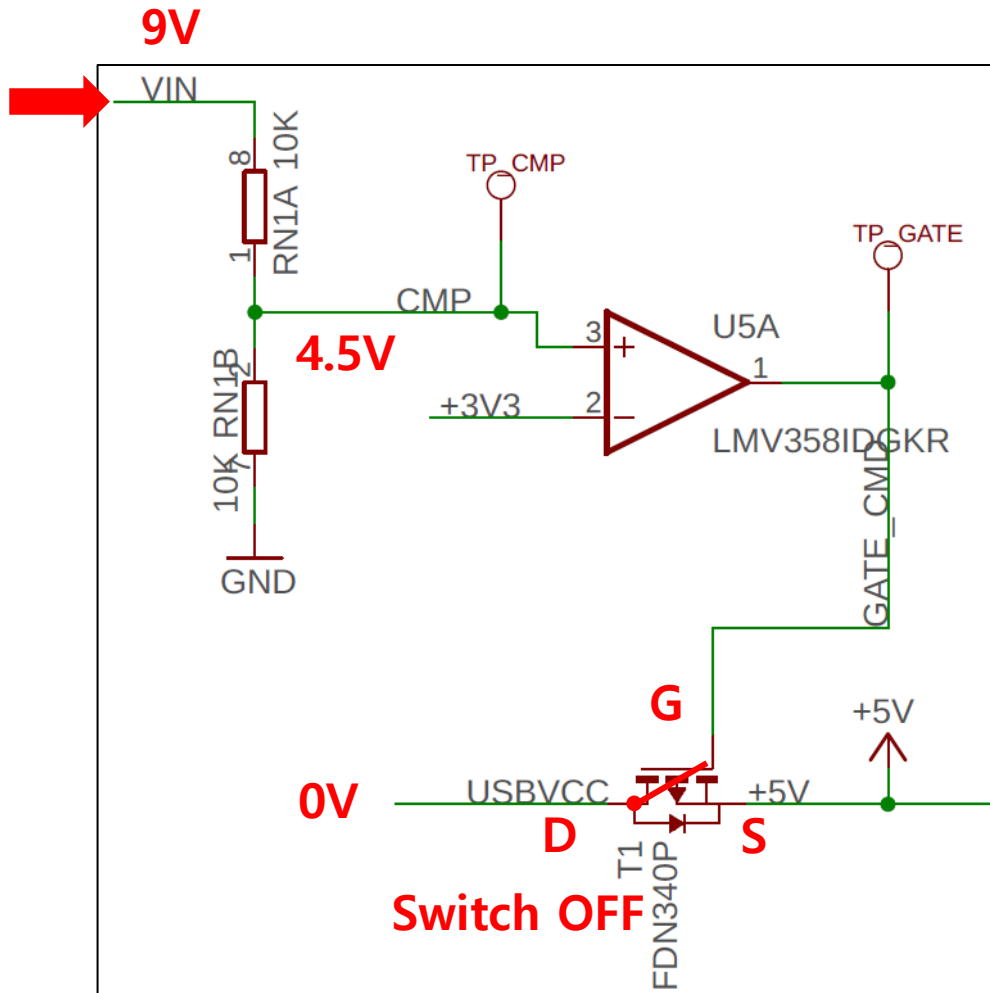 9V
VIN
8
RN1A 10K
1
TP_CMP
TP_GATE
CMP
4.5V
3
+
U5A
1
2
10K RN1B
7
+3V3
2
−
LMV358IDGKR
GATE_CMD
GND
G
+5V
0V
USBVCC
+5V
D
S
T1
FDN340P
Switch OFF